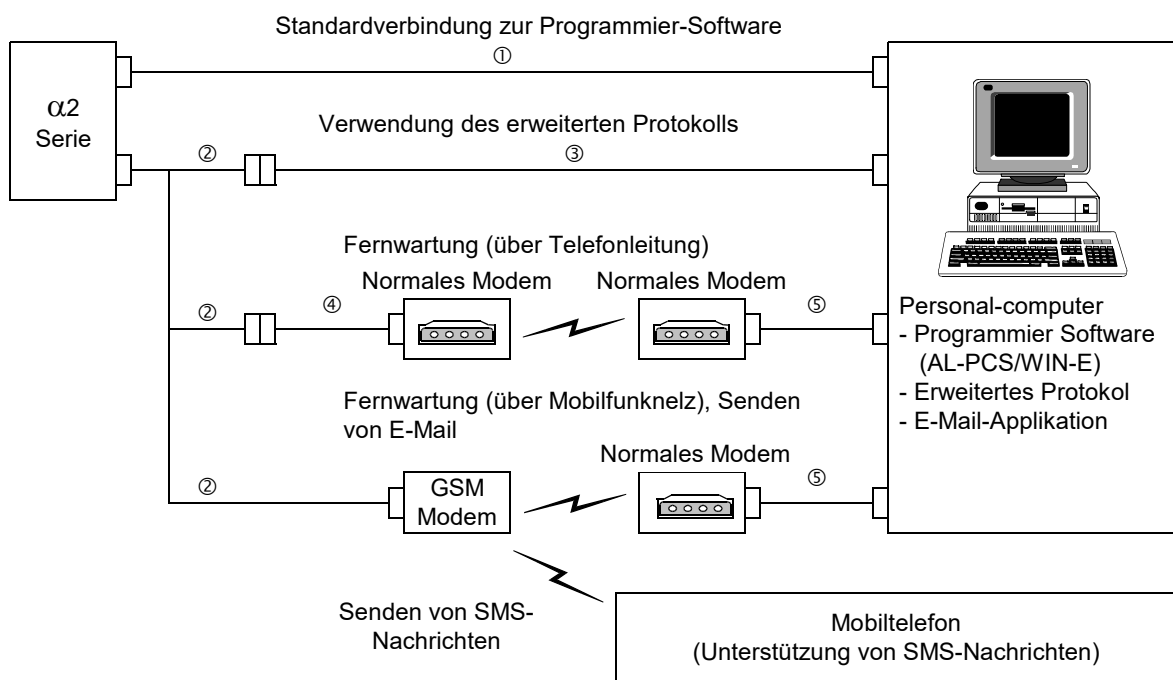 Standardverbindung zur Programmier-Software
①
α2
Serie
Verwendung des erweiterten Protokolls
②
③
Fernwartung (über Telefonleitung)
Normales Modem
Normales Modem
②
④
⑤
Personal-computer
- Programmier Software
(AL-PCS/WIN-E)
- Erweitertes Protokol
- E-Mail-Applikation
Fernwartung (über Mobilfunknelz), Senden
von E-Mail
Normales Modem
②
GSM
Modem
⑤
Senden von SMS-
Nachrichten
Mobiltelefon
(Unterstützung von SMS-Nachrichten)